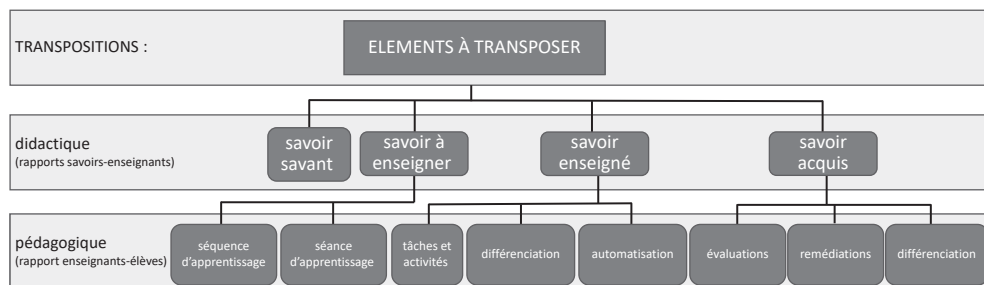 TRANSPOSITIONS :
ELEMENTS À TRANSPOSER
didactique
(rapports savoirs-enseignants)
savoir
savant
savoir à
enseigner
savoir
enseigné
savoir
acquis
pédagogique
(rapport enseignants-élèves)
séquence
d’apprentissage
séance
d’apprentissage
tâches et
activités
différenciation
automatisation
évaluations
remédiations
différenciation